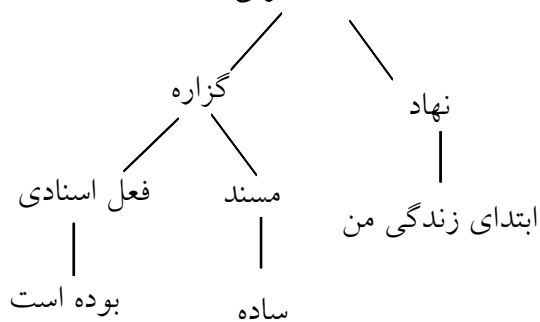 گزاره
نهاد
فعل اسنادی
مسند
ابتدای زندگی من
بوده است
ساده